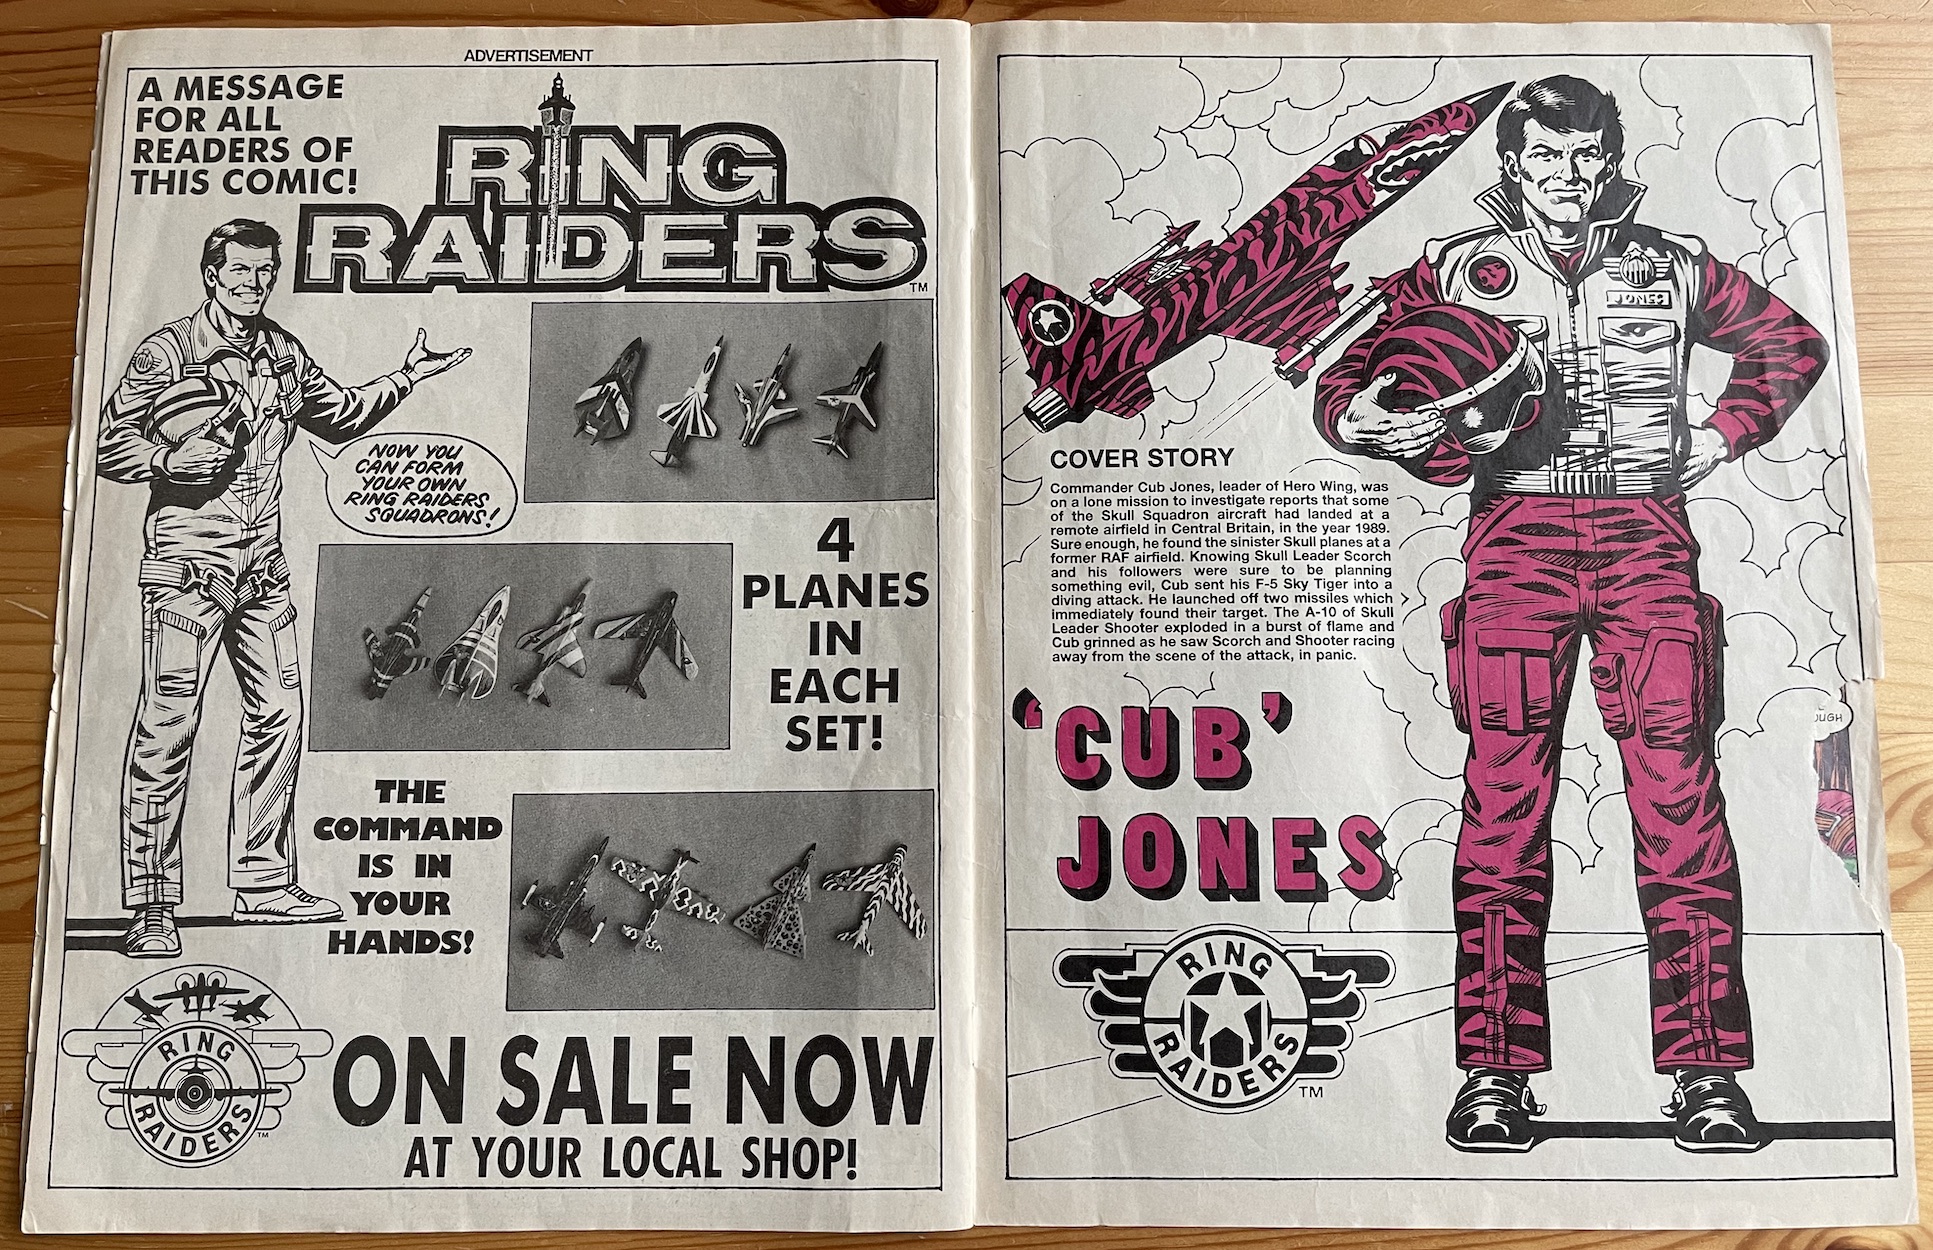 ADVERTISEMENT
A MESSAGE
FOR ALL
READERS OF
THIS COMIC!
RING
RAIDERS
TM
NOW YOU
CAN FORM
YOUR OWN
RING RAIDERS
SQUADRONS!
4
PLANES
IN
EACH
SET!
THE
COMMAND
IS IN
YOUR
HANDS!
RING
RAIDERS
TM
ON SALE NOW
AT YOUR LOCAL SHOP!
JONES
COVER STORY
Commander Cub Jones, leader of Hero Wing, was
on a lone mission to investigate reports that some
of the Skull Squadron aircraft had landed at a
remote airfield in Central Britain, in the year 1989.
Sure enough, he found the sinister Skull planes at a
former RAF airfield. Knowing Skull Leader Scorch
and his followers were sure to be planning
something evil, Cub sent his F-5 Sky Tiger into a
diving attack. He launched off two missiles which
immediately found their target. The A-10 of Skull
Leader Shooter exploded in a burst of flame and
Cub grinned as he saw Scorch and Shooter racing
away from the scene of the attack, in panic.
‘CUB’
JONES
RING
RAIDERS
TM